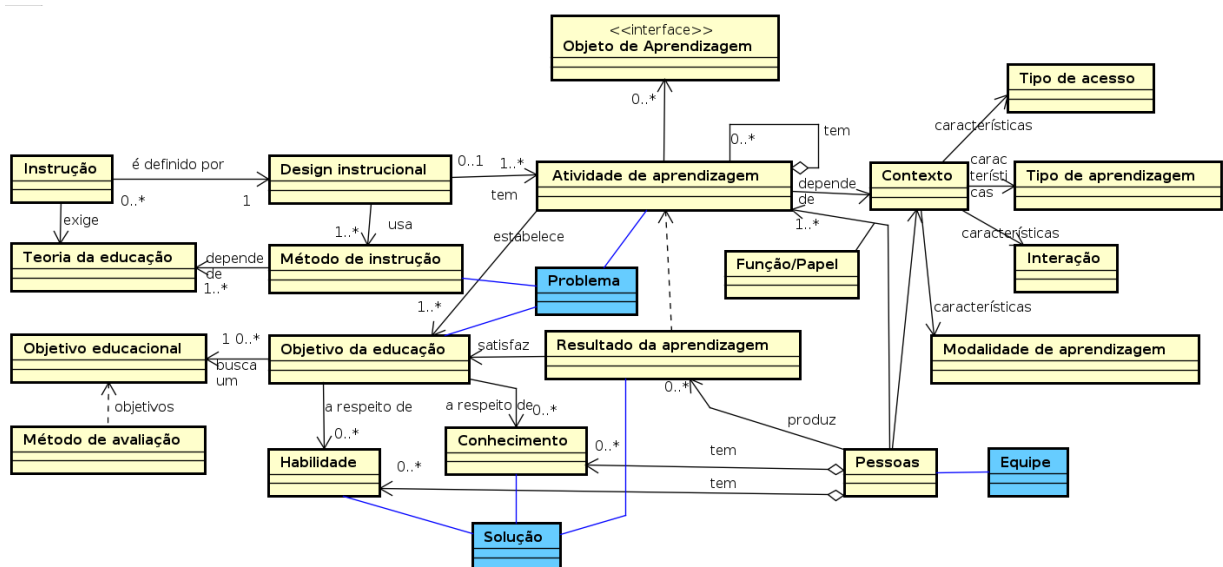 <<interface>>
Objeto de Aprendizagem
0..*
Tipo de acesso
características
0..*
tem
Instrução
é definido por
0..*
1
Design instrucional
0..1
1..*
tem
Atividade de aprendizagem
depende
de
Contexto
carac
terísti
cas
Tipo de aprendizagem
exige
usa
1..*
estabelece
1..*
características
Teoria da educação
depende
de
1..*
Método de instrução
Problema
Função/Papel
Interação
1..*
características
Objetivo educacional
1 0..*
busca
um
Objetivo da educação
satisfaz
Resultado da aprendizagem
Modalidade de aprendizagem
0..*
objetivos
a respeito de
0..*
a respeito de
0..*
produz
Método de avaliação
Habilidade
0..*
Conhecimento
0..*
tem
tem
Pessoas
Equipe
Solução